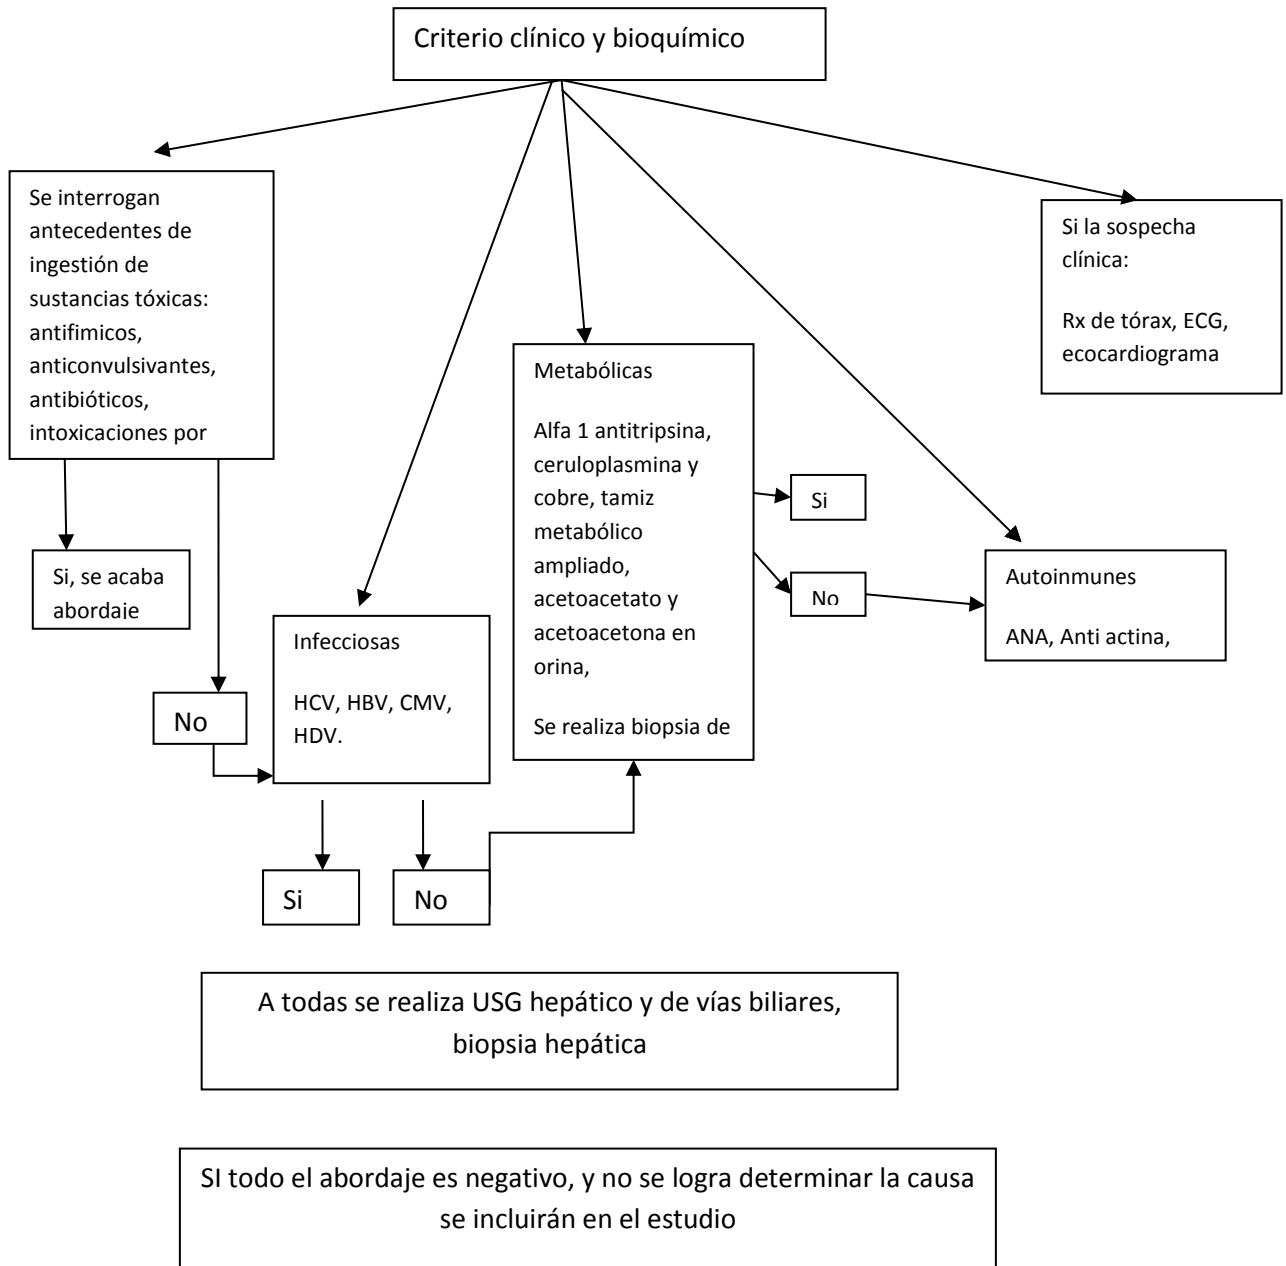 Criterio clínico y bioquímico
Se interrogan
antecedentes de
ingestión de
sustancias tóxicas:
antifimicos,
anticonvulsivantes,
antibióticos,
intoxicaciones por
Si la sospecha
clínica:
Rx de tórax, ECG,
ecocardiograma
Metabólicas
Alfa 1 antitripsina,
ceruloplasmina y
cobre, tamiz
metabólico
ampliado,
acetoacetato y
acetoacetona en
orina,
Se realiza biopsia de
Si
No
Si, se acaba
abordaje
Autoinmunes
ANA, Anti actina,
Infecciosas
HCV, HBV, CMV,
HDV.
No
Si
No
A todas se realiza USG hepático y de vías biliares,
biopsia hepática
SI todo el abordaje es negativo, y no se logra determinar la causa
se incluirán en el estudio